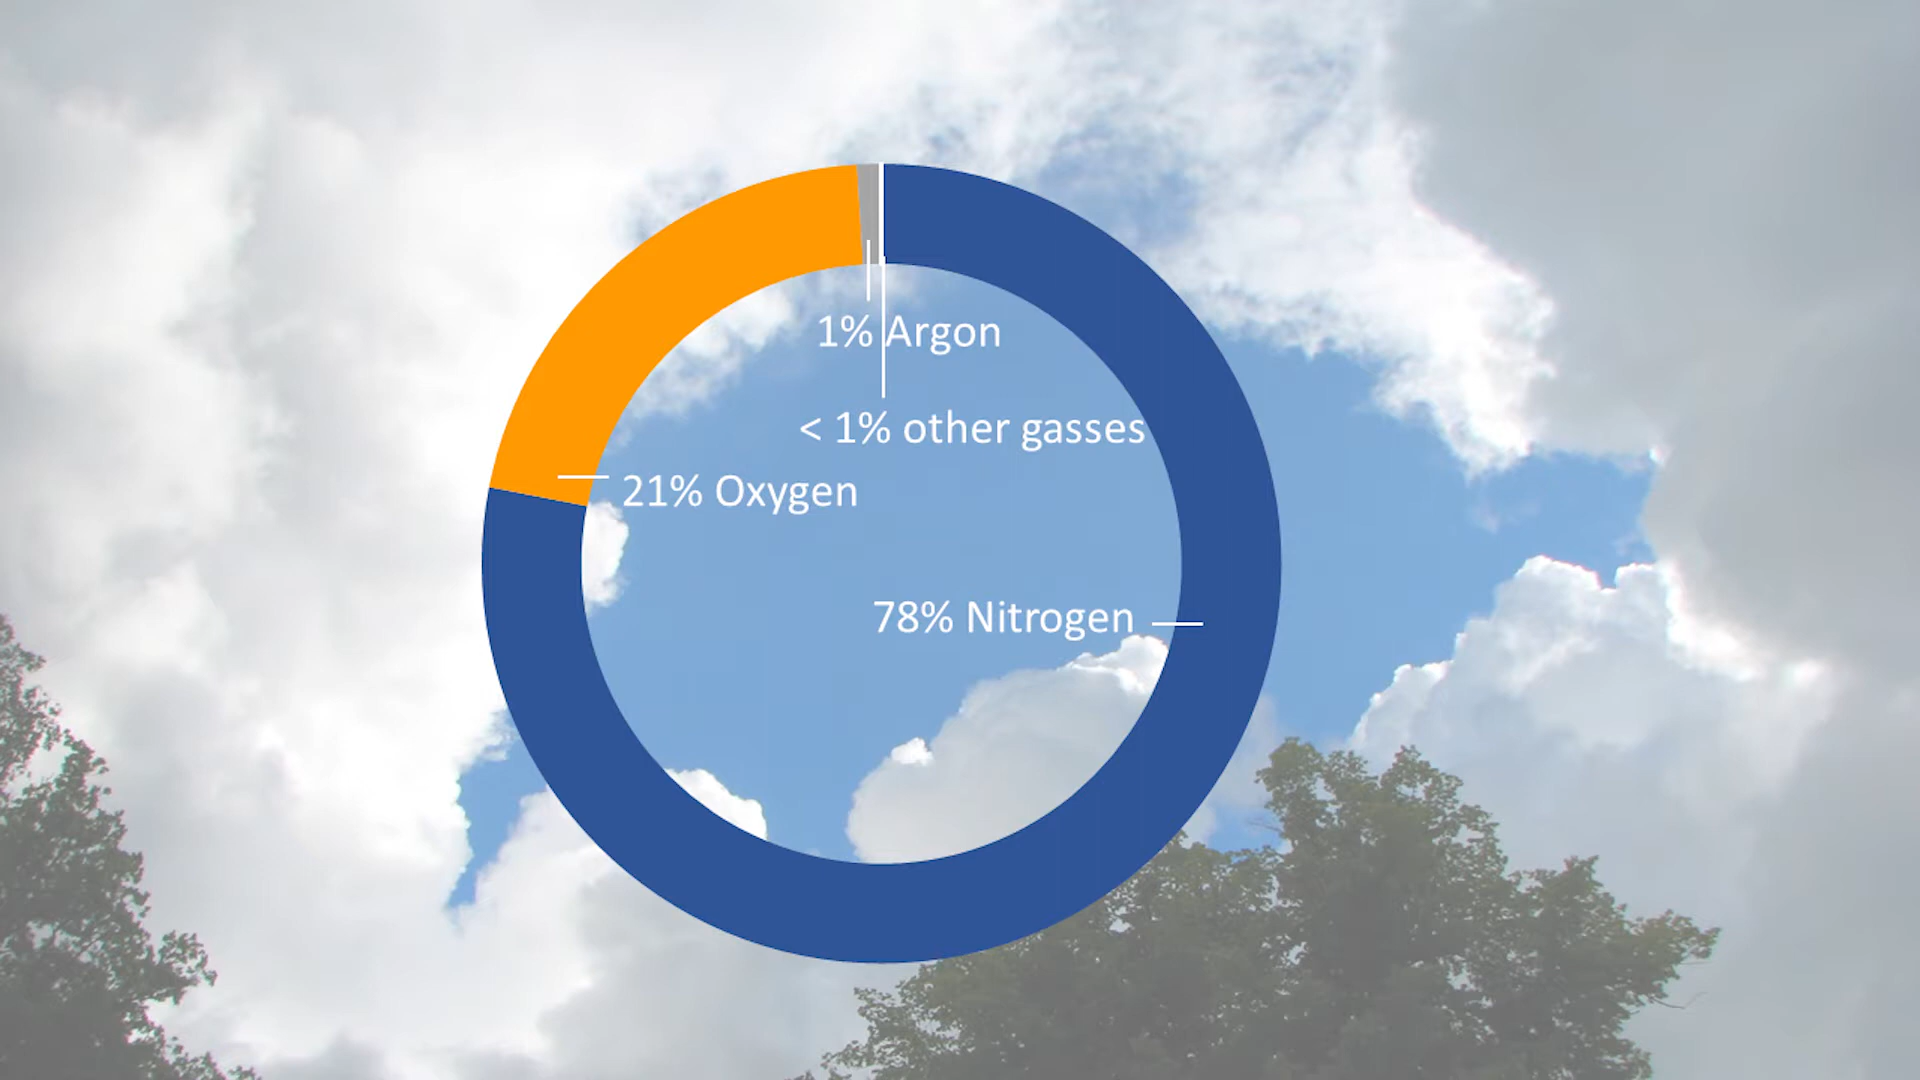 1% Argon
< 1% other gasses
21% Oxygen
78% Nitrogen